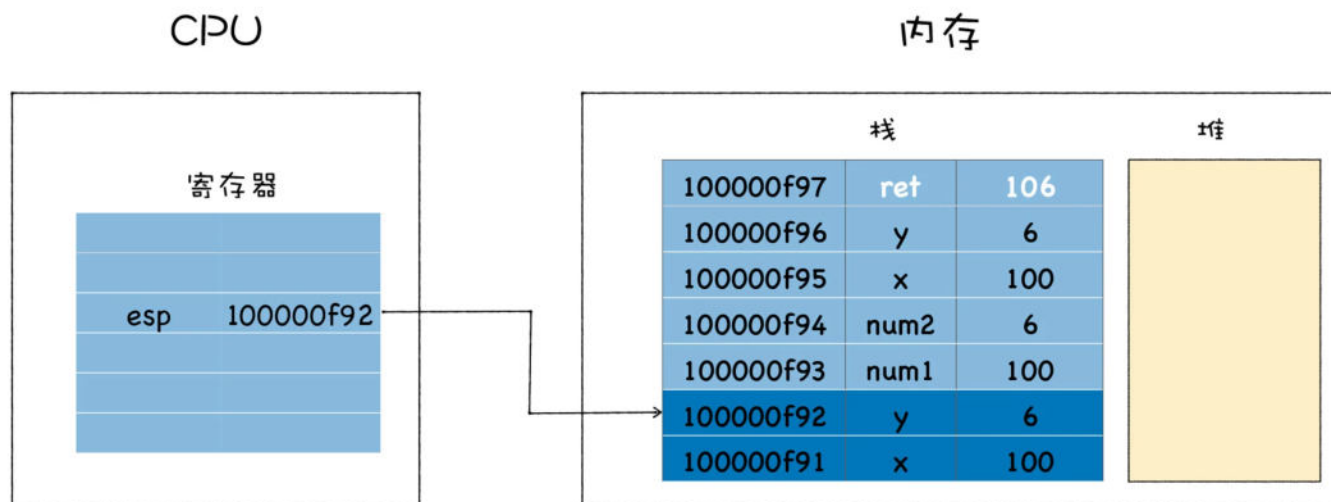 CPU
内存
寄存器
esp 100000f92
栈
堆
100000f97 ret 106
100000f96 y 6
100000f95 x 100
100000f94 num2 6
100000f93 num1 100
100000f92 y 6
100000f91 x 100